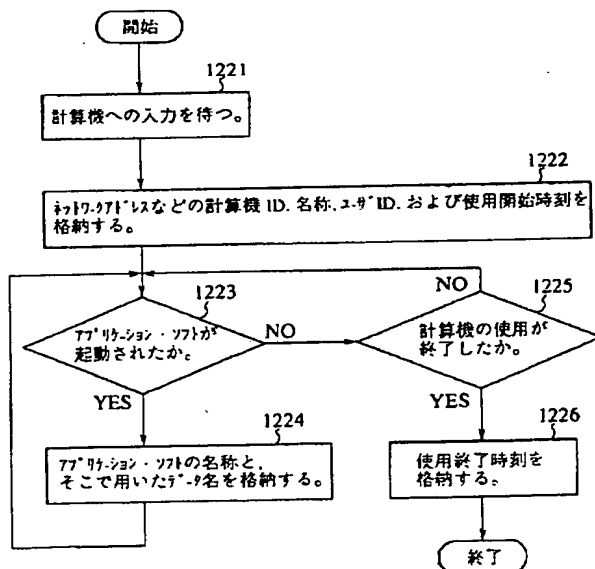 開始
1221
計算機への入力を待つ。
1222
ネットワークアドレスなどの計算機ID、名称、ユーザID、および使用開始時刻を
格納する。
1223
アプリケーション・ソフトが
起動されたか。
NO
YES
1224
アプリケーション・ソフトの名称と、
そこで用いたデータ名を格納する。
NO
1225
計算機の使用が
終了したか。
YES
1226
使用終了時刻を
格納する。
終了